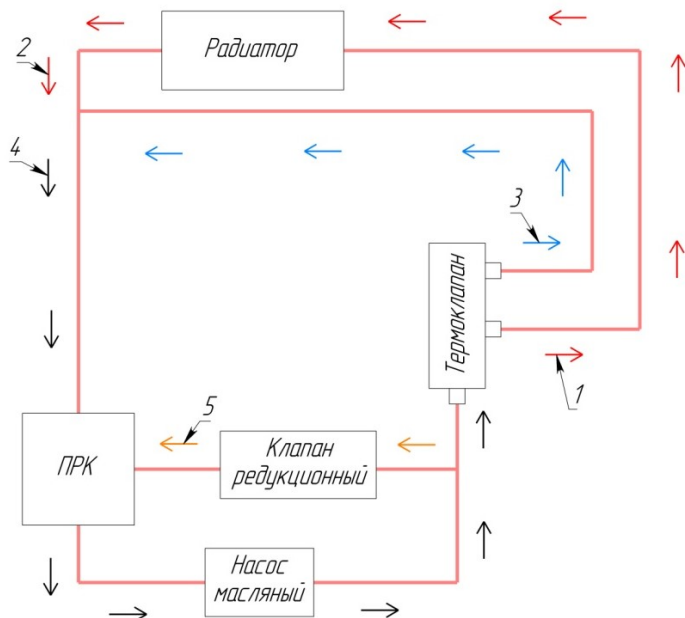 2
Радиатор
4
3
Термоклапан
1
5
ПРК
Клапан
редукционный
Насос
масляный